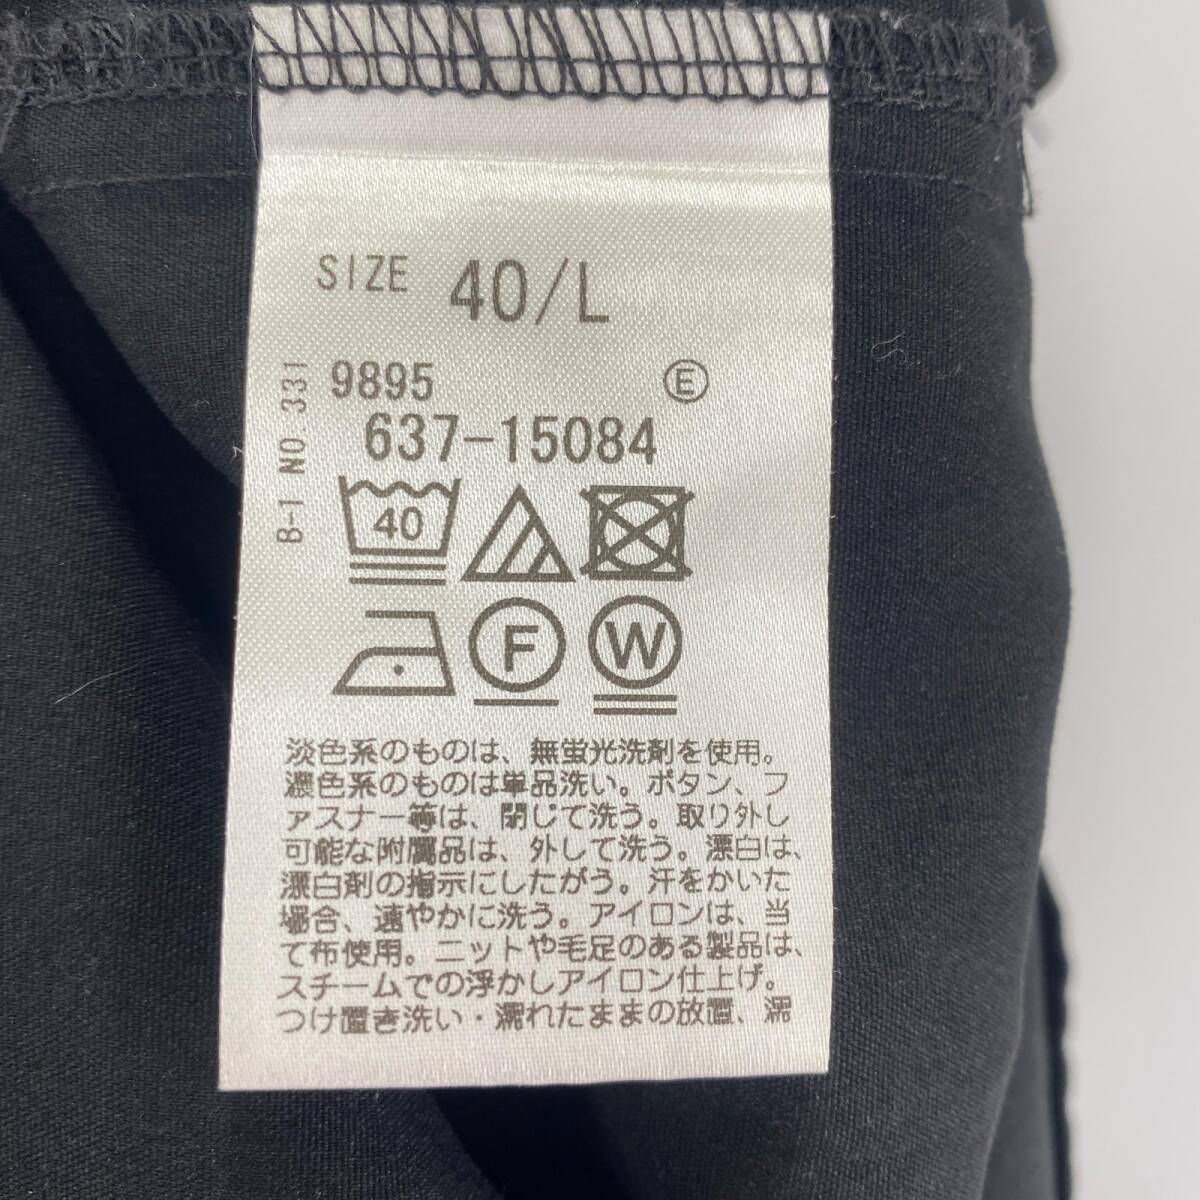 SIZE 40/L
B-1 NO.331
9895 Ⓔ
637-15084
40
F W
淡色系のものは、無蛍光洗剤を使用。
濃色系のものは単品洗い。ボタン、フ
ァスナー等は、閉じて洗う。取り外し
可能な附属品は、外して洗う。漂白は、
漂白剤の指示にしたがう。汗をかいた
場合、速やかに洗う。アイロンは、当
て布使用。ニットや毛足のある製品は、
スチームでの浮かしアイロン仕上げ。
つけ置き洗い・濡れたままの放置、濡